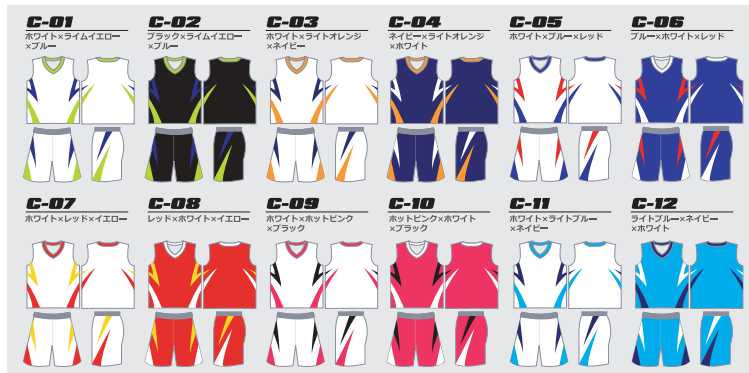 C-01
ホワイト×ライムイエロー
×ブルー
C-02
ブラック×ライムイエロー
×ブルー
C-03
ホワイト×ライトオレンジ
×ネイビー
C-04
ネイビー×ライトオレンジ
×ホワイト
C-05
ホワイト×ブルー×レッド
C-06
ブルー×ホワイト×レッド
C-07
ホワイト×レッド×イエロー
C-08
レッド×ホワイト×イエロー
C-09
ホワイト×ホットピンク
×ブラック
C-10
ホットピンク×ホワイト
×ブラック
C-11
ホワイト×ライトブルー
×ネイビー
C-12
ライトブルー×ネイビー
×ホワイト